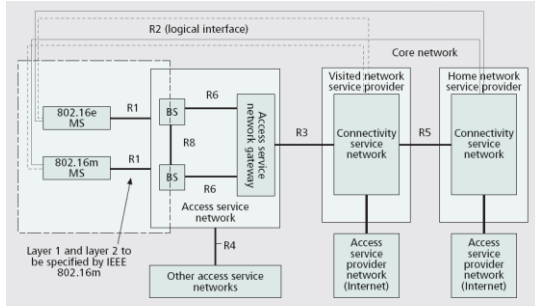 R2 (logical interface)
Core network
Visited network
service provider
Home network
service provider
802.16e
MS
R1
BS
R6
Access service
network gateway
R3
Connectivity
service
network
R5
Connectivity
service
network
R8
802.16m
MS
R1
BS
R6
Access service
network
Layer 1 and layer 2 to
be specified by IEEE
802.16m
R4
Other access service
networks
Access
service
provider
network
(Internet)
Access
service
provider
network
(Internet)